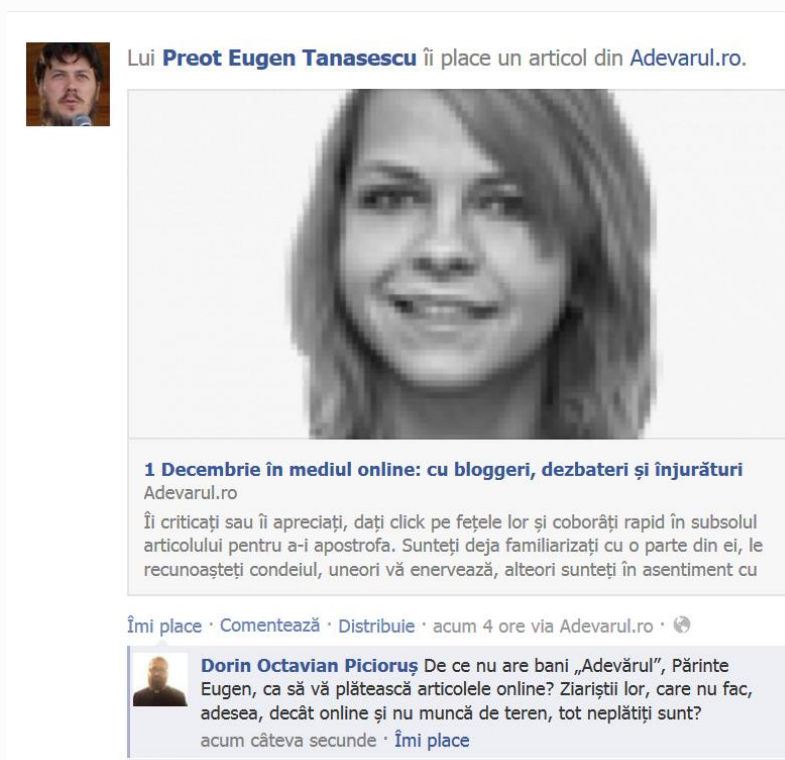 Lui Preot Eugen Tanasescu îi place un articol din Adevarul.ro.
1 Decembrie în mediul online: cu bloggeri, dezbateri și înjurături
Adevarul.ro
Îi criticați sau îi apreciați, dați click pe fețele lor și coborâți rapid în subsolul
articolului pentru a-i apostrofa. Sunteți deja familiarizați cu o parte din ei, le
recunoașteți condeiul, uneori vă enervează, alteori sunteți în asentiment cu
Îmi place · Comentează · Distribuie · acum 4 ore via Adevarul.ro ·
Dorin Octavian Picioruș De ce nu are bani „Adevărul”, Părinte
Eugen, ca să vă plătească articolele online? Ziariștii lor, care nu fac,
adesea, decât online și nu muncă de teren, tot neplătiți sunt?
acum câteva secunde · Îmi place